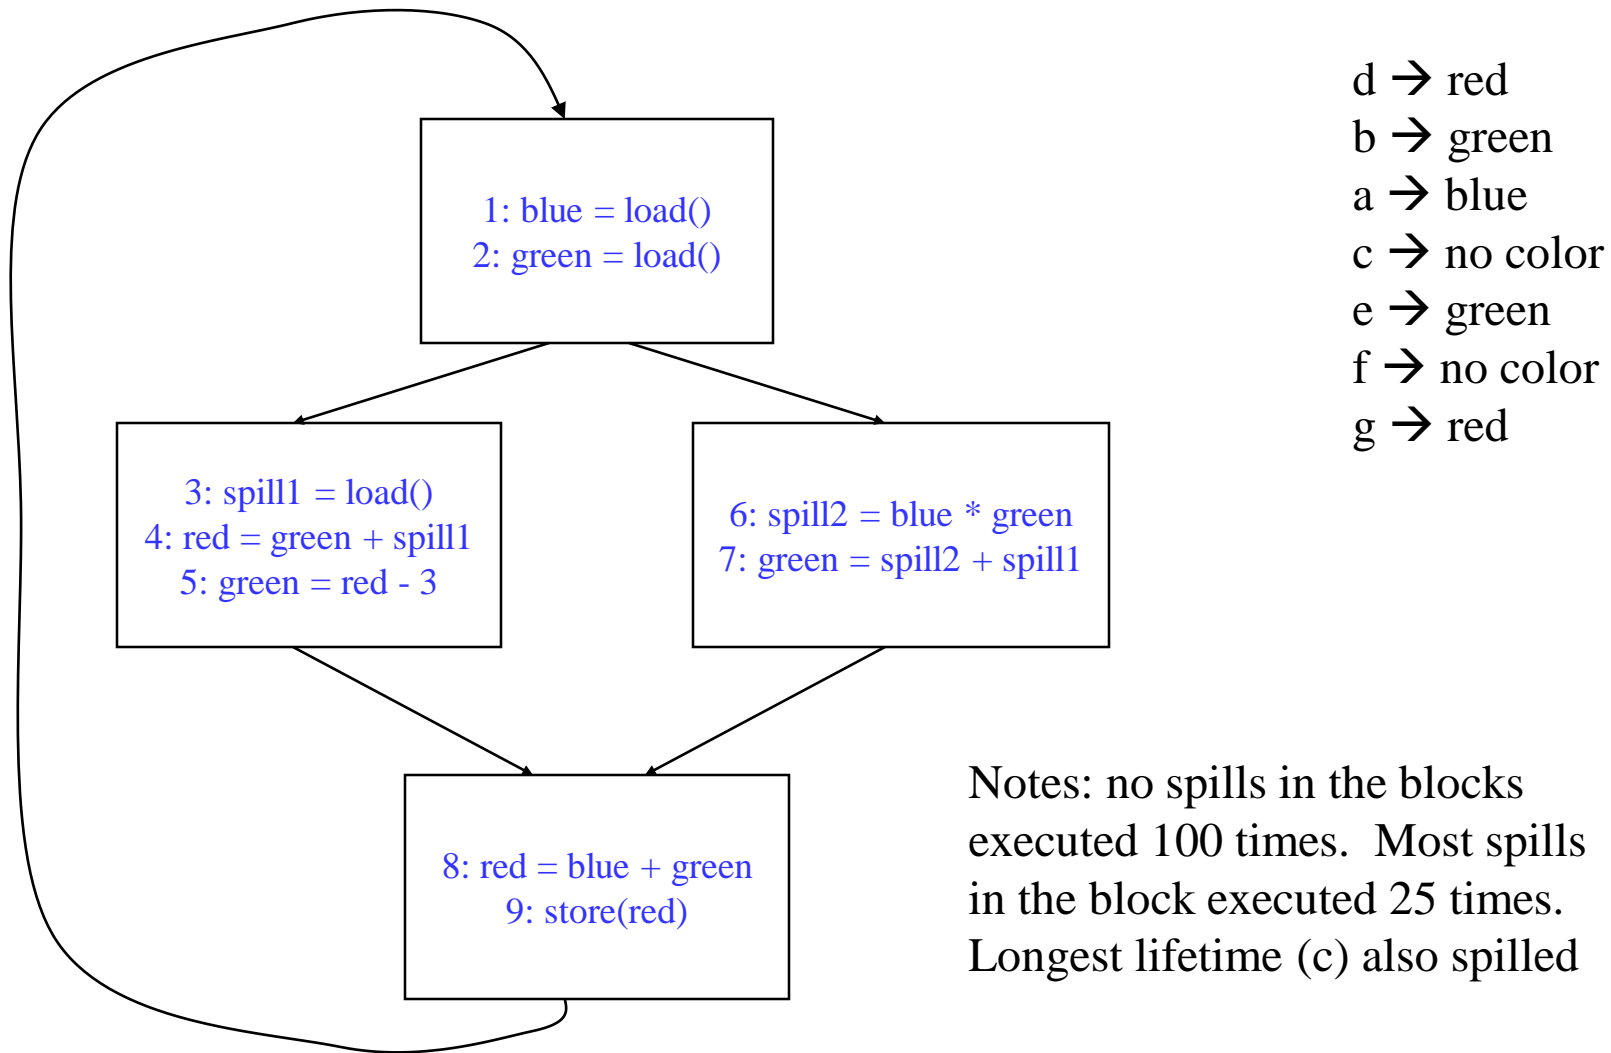 1: blue = load()
2: green = load()
3: spill1 = load()
4: red = green + spill1
5: green = red - 3
6: spill2 = blue * green
7: green = spill2 + spill1
8: red = blue + green
9: store(red)
d → red
b → green
a → blue
c → no color
e → green
f → no color
g → red
Notes: no spills in the blocks
executed 100 times. Most spills
in the block executed 25 times.
Longest lifetime (c) also spilled